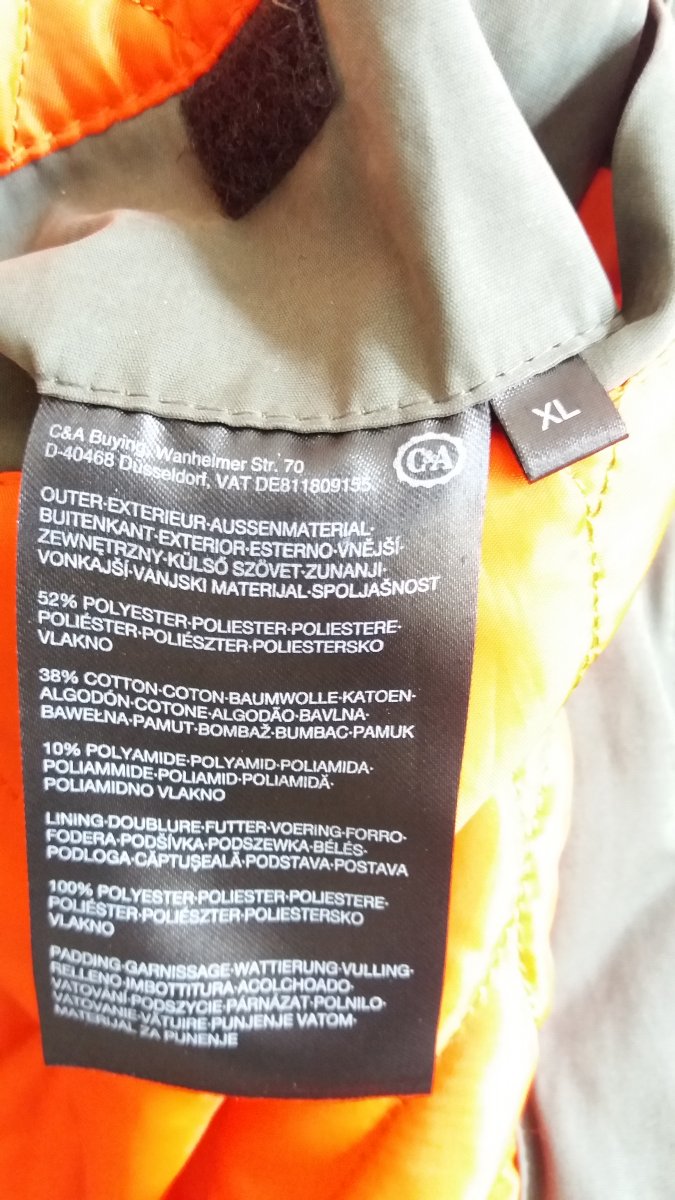 C&A Buying, Wanheimer Str. 70
D-40468 Düsseldorf, VAT DE811809155
C&A
XL
OUTER·EXTERIEUR·AUSSENMATERIAL·
BUITENKANT·EXTERIOR·ESTERNO·VNĚJŠÍ·
ZEWNĘTRZNY·KÜLSŐ SZÖVET·ZUNANJI·
VONKAJŠÍ·VANJSKI MATERIJAL·SPOLJAŠNOST
52% POLYESTER·POLIESTER·POLIESTERE·
POLIÉSTER·POLIÉSZTER·POLIESTERSKO
VLAKNO
38% COTTON·COTON·BAUMWOLLE·KATOEN·
ALGODÓN·COTONE·ALGODÃO·BAVLNA·
BAWEŁNA·PAMUT·BOMBAŽ·BUMBAC·PAMUK
10% POLYAMIDE·POLYAMID·POLIAMIDA·
POLIAMMIDE·POLIAMID·POLIAMIDĂ·
POLIAMIDNO VLAKNO
LINING·DOUBLURE·FUTTER·VOERING·FORRO·
FODERA·PODŠÍVKA·PODSZEWKA·BÉLÉS·
PODLOGA·CĂPTUŞEALĂ·PODSTAVA·POSTAVA
100% POLYESTER·POLIESTER·POLIESTERE·
POLIÉSTER·POLIÉSZTER·POLIESTERSKO
VLAKNO
PADDING·GARNISSAGE·WATTIERUNG·VULLING·
RELLENO·IMBOTTITURA·ACOLCHOADO·
VATOVÁNÍ·PODSZYCIE·PÁRNÁZAT·POLNILO·
VATOVANIE·VĂTUIRE·PUNJENJE VATOM·
MATERIJAL ZA PUNENJE